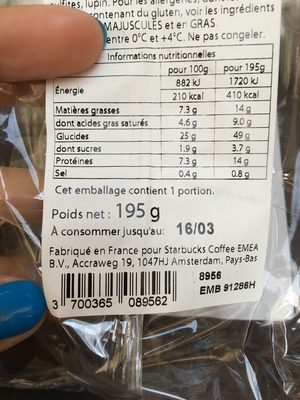 sulfites, lupin. Pour les allergènes,
contenant du gluten, voir les ingrédients
MAJUSCULES et en GRAS.
entre 0°C et +4°C. Ne pas congeler.
Informations nutritionnelles
pour 100g pour 195g
Énergie 882 kJ 1720 kJ
210 kcal 410 kcal
Matières grasses 7.3 g 14 g
dont acides gras saturés 4.6 g 9.0 g
Glucides 25 g 49 g
dont sucres 1.9 g 3.7 g
Protéines 7.3 g 14 g
Sel 0.4 g 0.8 g
Cet emballage contient 1 portion.
Poids net : 195 g
À consommer jusqu'au: 16/03
Fabriqué en France pour Starbucks Coffee EMEA
B.V., Accraweg 19, 1047HJ Amsterdam, Pays-Bas
8956
EMB 91286H
3 700365 089562